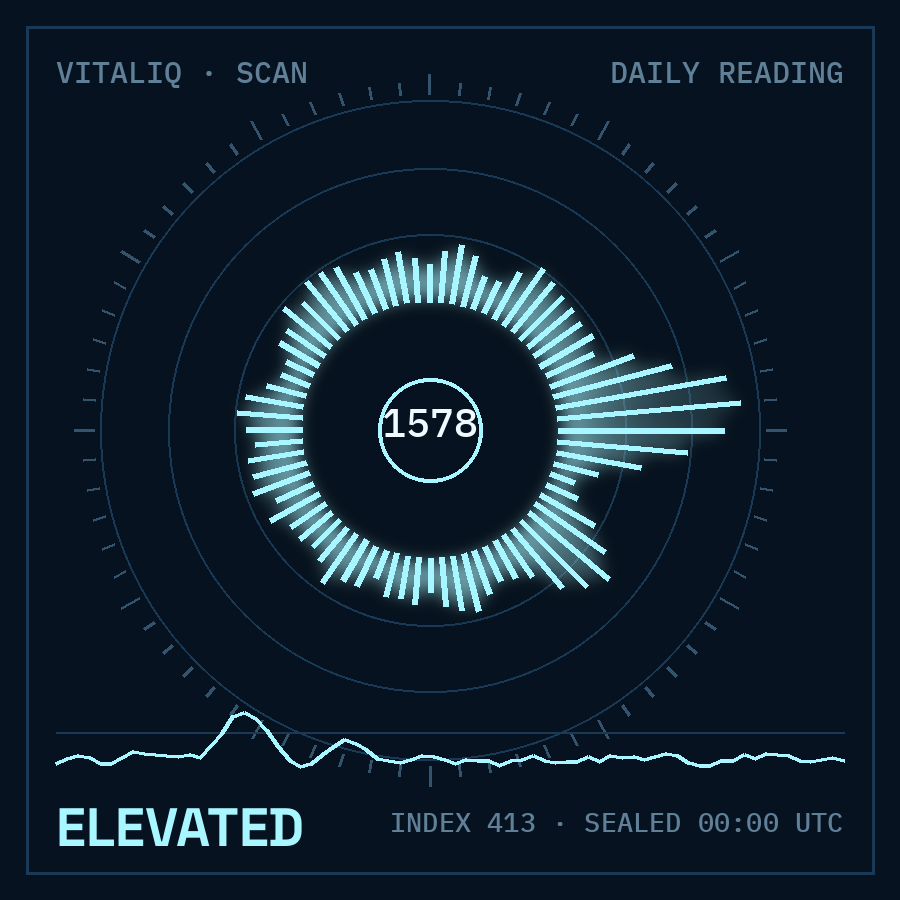 VITALIQ · SCAN
DAILY READING
1578
ELEVATED
INDEX 413 · SEALED 00:00 UTC